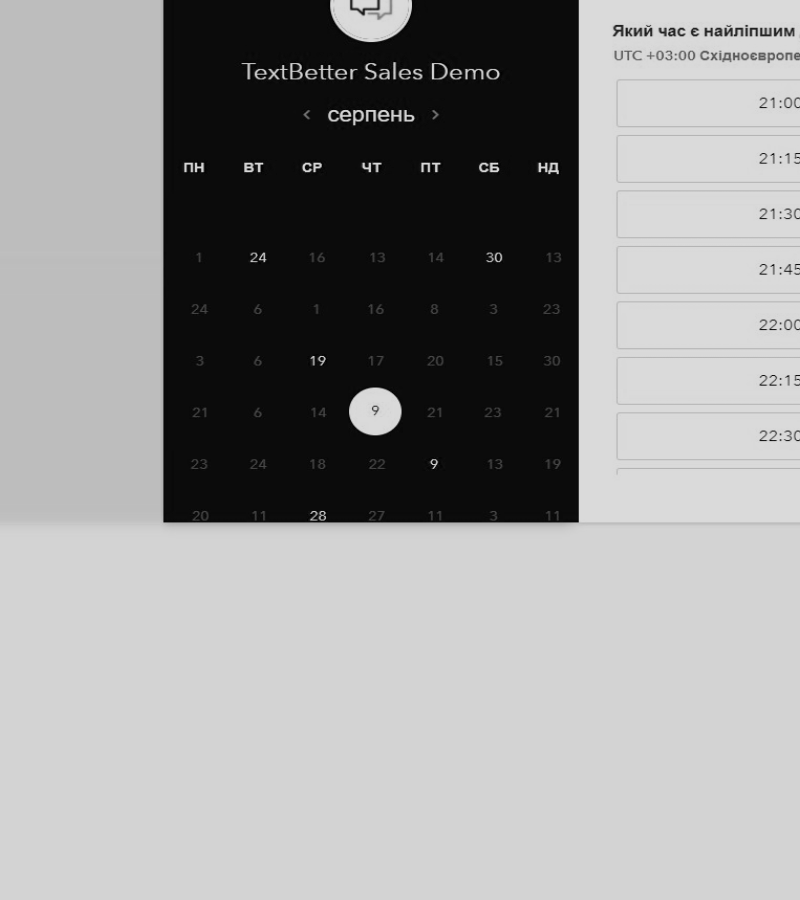 TextBetter Sales Demo
серпень
ПН ВТ СР ЧТ ПТ СБ НД
1 24 16 13 14 30 13
24 6 1 16 8 3 23
3 6 19 17 20 15 30
21 6 14 9 21 23 21
23 24 18 22 9 13 19
20 11 28 27 11 3 11
Який час є найліпшим
UTC +03:00 Східноєвропе
21:00
21:15
21:30
21:45
22:00
22:15
22:30